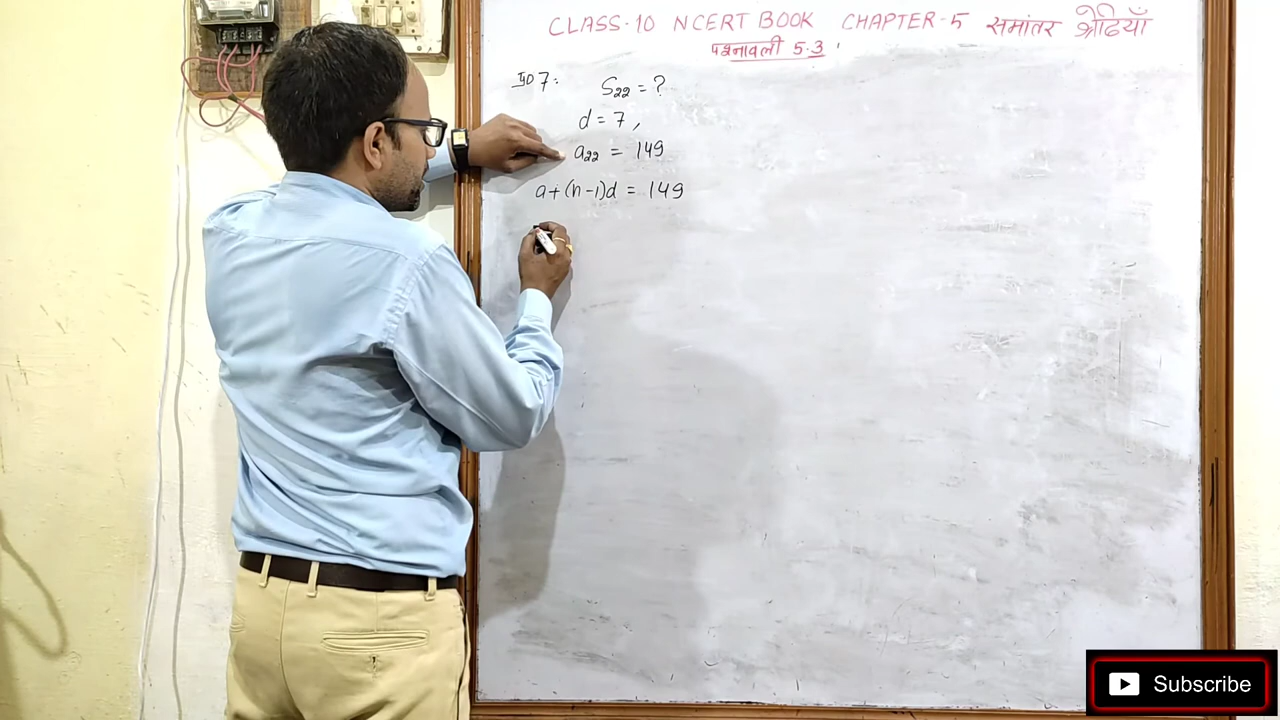 CLASS-10 NCERT BOOK CHAPTER-5 समांतर श्रेढियाँ
प्रश्नावली 5.3
7:
S22 = ?
d = 7,
a22 = 149
a+(n-1)d = 149
Subscribe